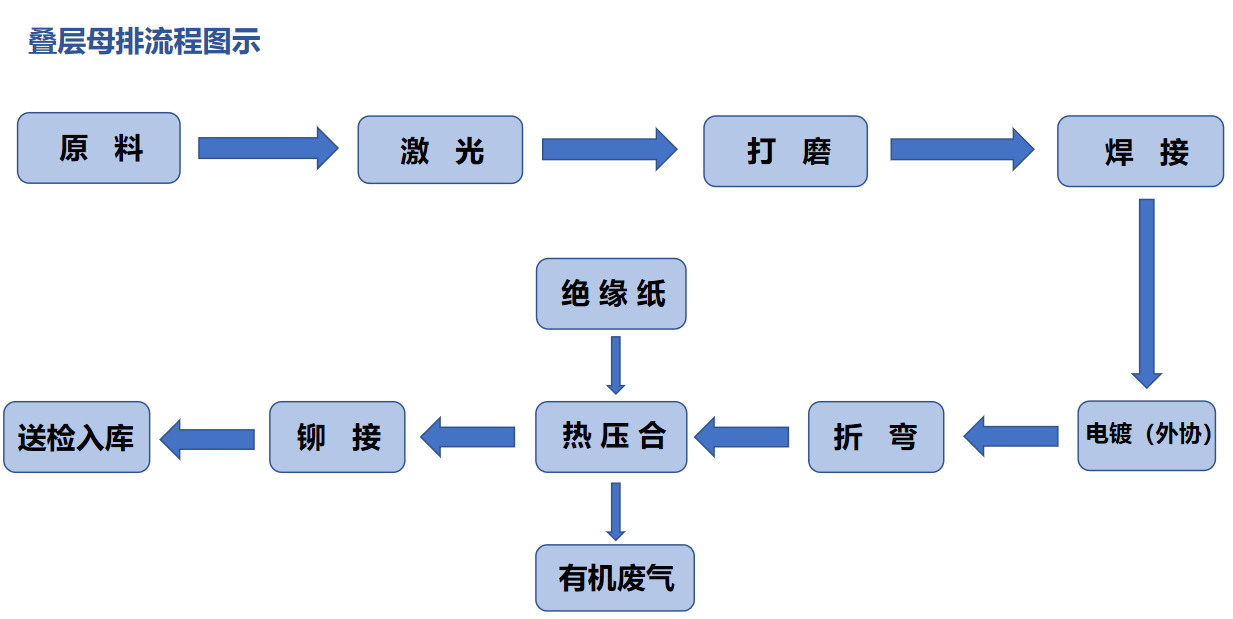 叠层母排流程图示
原 料
激 光
打 磨
焊 接
绝 缘 纸
送检入库
铆 接
热 压 合
折 弯
电镀（外协）
有机废气